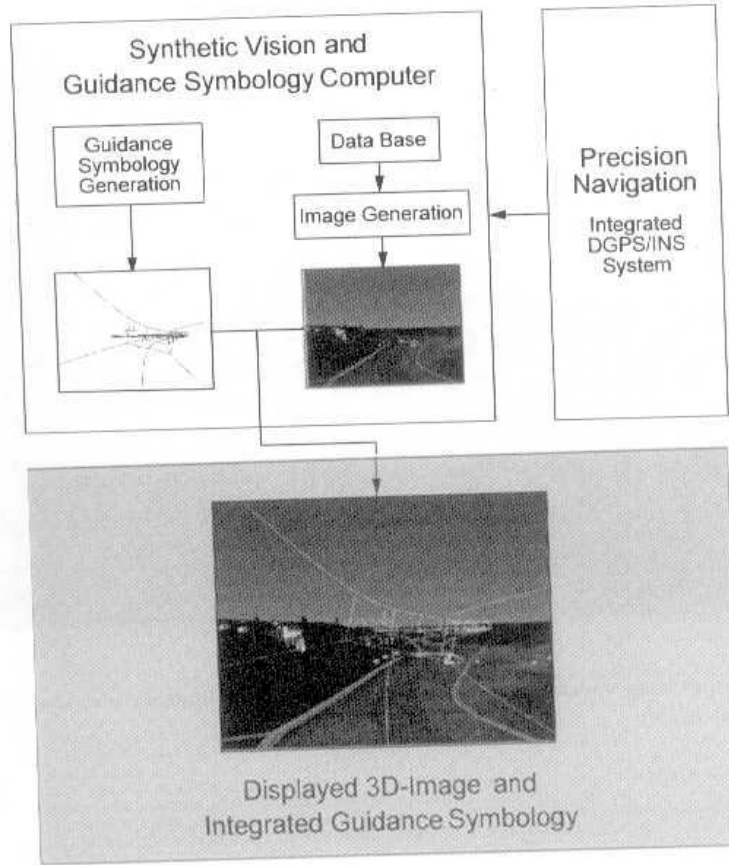 Synthetic Vision and
Guidance Symbology Computer
Guidance
Symbology
Generation
Data Base
Image Generation
Precision
Navigation
Integrated
DGPS/INS
System
Displayed 3D-Image and
Integrated Guidance Symbology